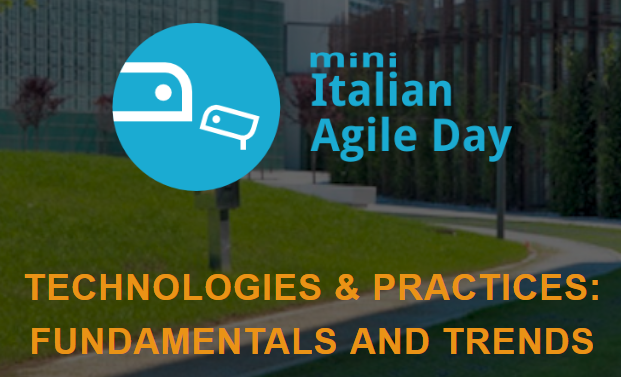 mini
Italian
Agile Day
TECHNOLOGIES & PRACTICES:
FUNDAMENTALS AND TRENDS